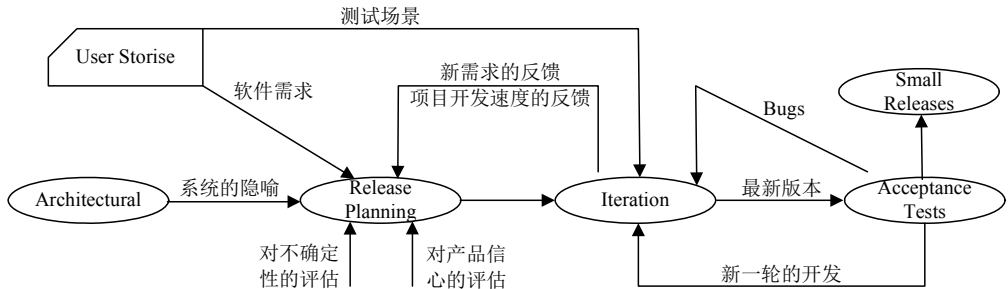 测试场景
User Storise
新需求的反馈
项目开发速度的反馈
软件需求
Bugs
Small
Releases
Architectural
系统的隐喻
Release
Planning
Iteration
最新版本
Acceptance
Tests
对不确定
性的评估
对产品信
心的评估
新一轮的开发